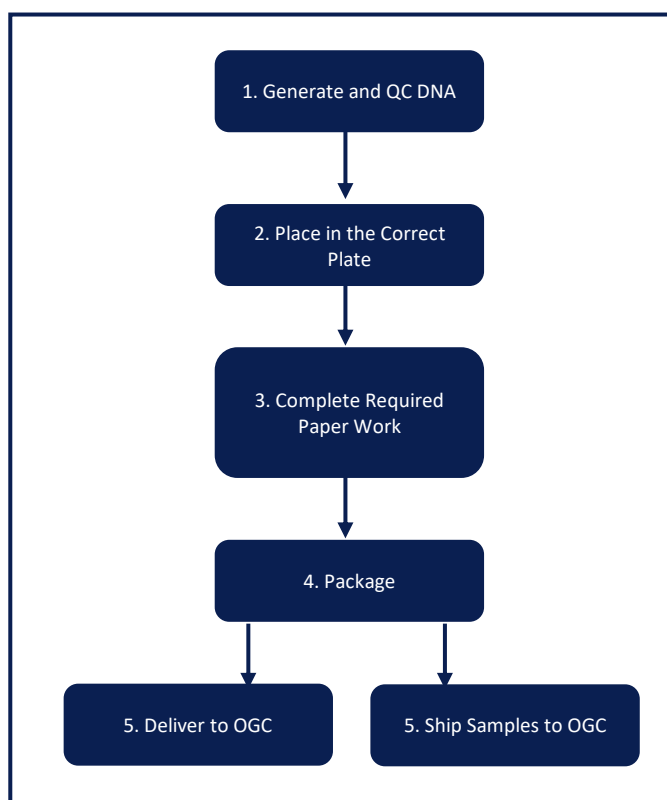 1. Generate and QC DNA
2. Place in the Correct
Plate
3. Complete Required
Paper Work
4. Package
5. Deliver to OGC
5. Ship Samples to OGC